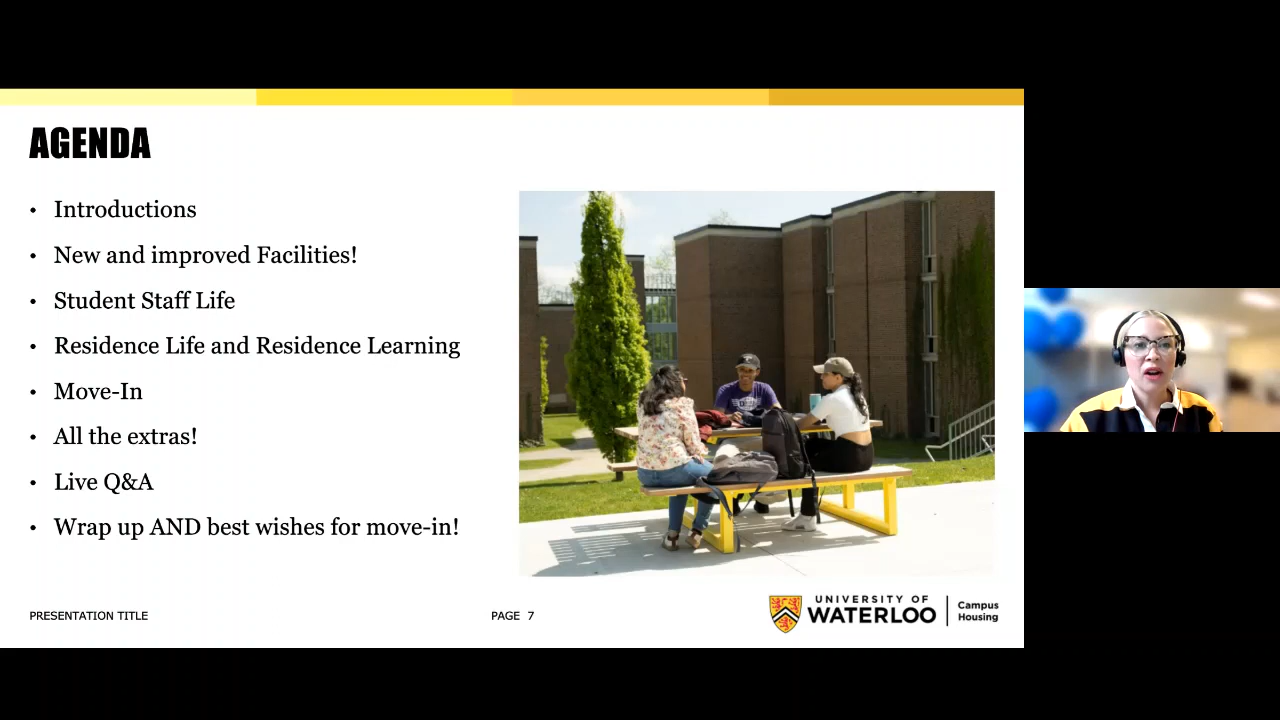 AGENDA
• Introductions
• New and improved Facilities!
• Student Staff Life
• Residence Life and Residence Learning
• Move-In
• All the extras!
• Live Q&A
• Wrap up AND best wishes for move-in!
PRESENTATION TITLE
PAGE 7
UNIVERSITY OF
WATERLOO
Campus
Housing